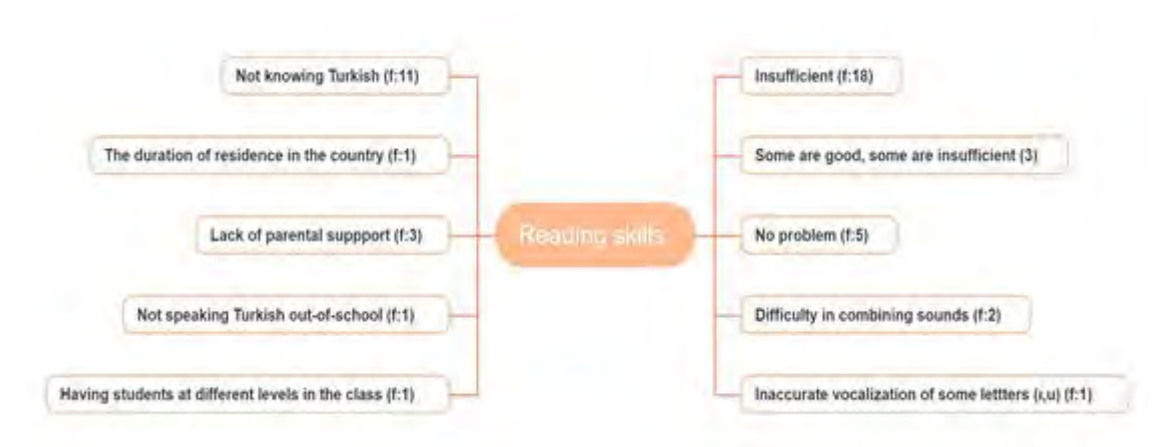 Not knowing Turkish (f:11)
The duration of residence in the country (f:1)
Lack of parental suppport (f:3)
Not speaking Turkish out-of-school (f:1)
Having students at different levels in the class (f:1)
Reading skills
Insufficient (f:18)
Some are good, some are insufficient (3)
No problem (f:5)
Difficulty in combining sounds (f:2)
Inaccurate vocalization of some lettters (ı,u) (f:1)